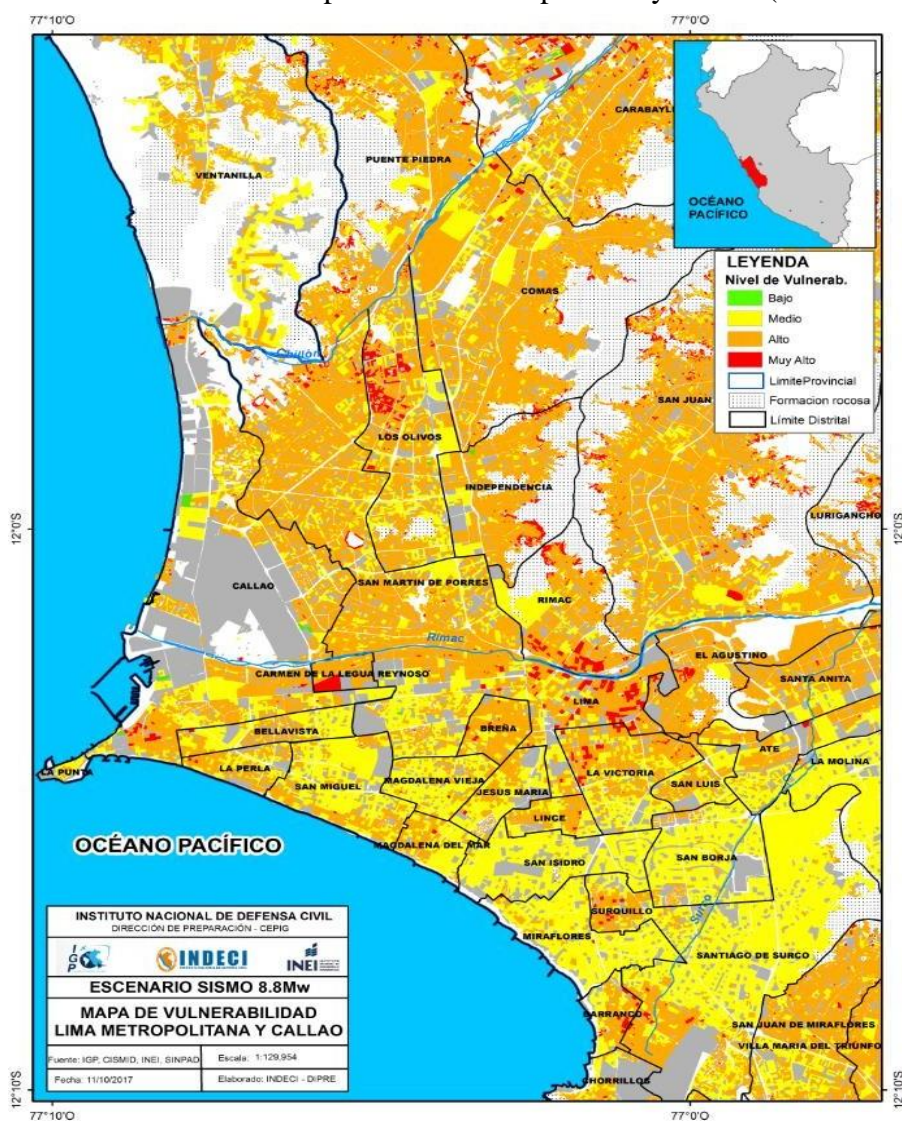 77°10'O
77°0'O
CARABAYLL
PUENTE PIEDRA
VENTANILLA
OCÉANO
PACÍFICO
LEYENDA
Nivel de Vulnerab.
Bajo
Medio
Alto
Muy Alto
LimiteProvincial
Formacion rocosa
Límite Distrital
COMAS
Chillón
SAN JUAN
LOS OLIVOS
INDEPENDENCIA
LURIGANCHO
12°0'S
12°0'S
CALLAO
SAN MARTIN DE PORRES
RIMAC
Rimac
EL AGUSTINO
CARMEN DE LA LEGUA REYNOSO
SANTA ANITA
LIMA
BELLAVISTA
BREÑA
ATE
LA PUNTA
LA PERLA
LA MOLINA
SAN MIGUEL
MAGDALENA VIEJA
JESUS MARIA
LA VICTORIA
SAN LUIS
LINCE
MAGDALENA DEL MAR
OCÉANO PACÍFICO
SAN ISIDRO
SAN BORJA
SURQUILLO
Surco
MIRAFLORES
SANTIAGO DE SURCO
BARRANCO
SAN JUAN DE MIRAFLORES
VILLA MARIA DEL TRIUNFO
CHORRILLOS
INSTITUTO NACIONAL DE DEFENSA CIVIL
DIRECCIÓN DE PREPARACIÓN - CEPIG
IGP
INDECI
INEI
ESCENARIO SISMO 8.8Mw
MAPA DE VULNERABILIDAD
LIMA METROPOLITANA Y CALLAO
Fuente: IGP, CISMID, INEI, SINPAD
Escala: 1:129,954
Fecha: 11/10/2017
Elaborado: INDECI - DIPRE
12°10'S
12°10'S
77°10'O
77°0'O